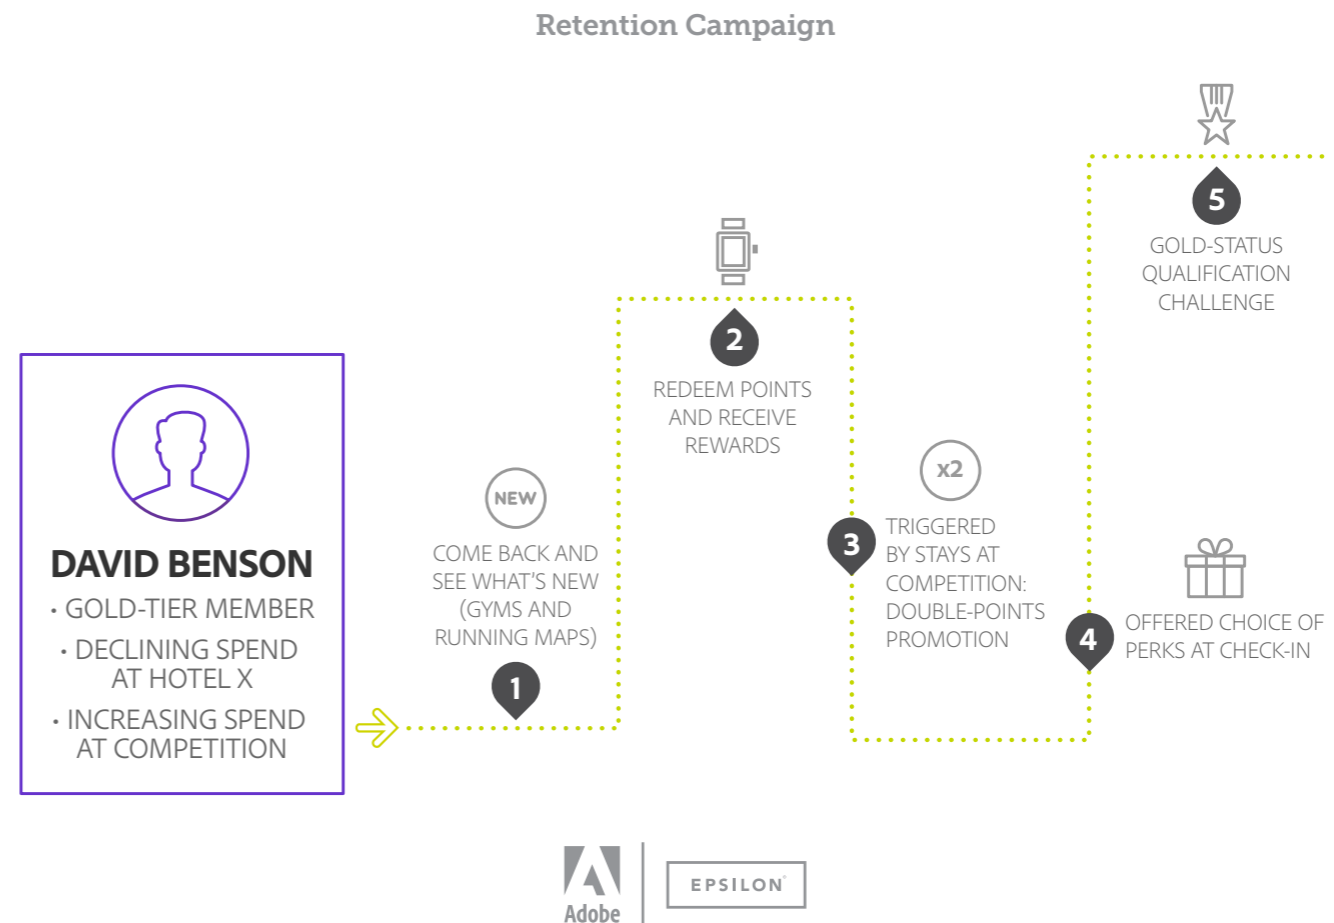 Retention Campaign
DAVID BENSON
• GOLD-TIER MEMBER
• DECLINING SPEND
AT HOTEL X
• INCREASING SPEND
AT COMPETITION
NEW
COME BACK AND
SEE WHAT'S NEW
(GYMS AND
RUNNING MAPS)
1
2
REDEEM POINTS
AND RECEIVE
REWARDS
x2
3
TRIGGERED
BY STAYS AT
COMPETITION:
DOUBLE-POINTS
PROMOTION
4
OFFERED CHOICE OF
PERKS AT CHECK-IN
5
GOLD-STATUS
QUALIFICATION
CHALLENGE
Adobe
EPSILON®